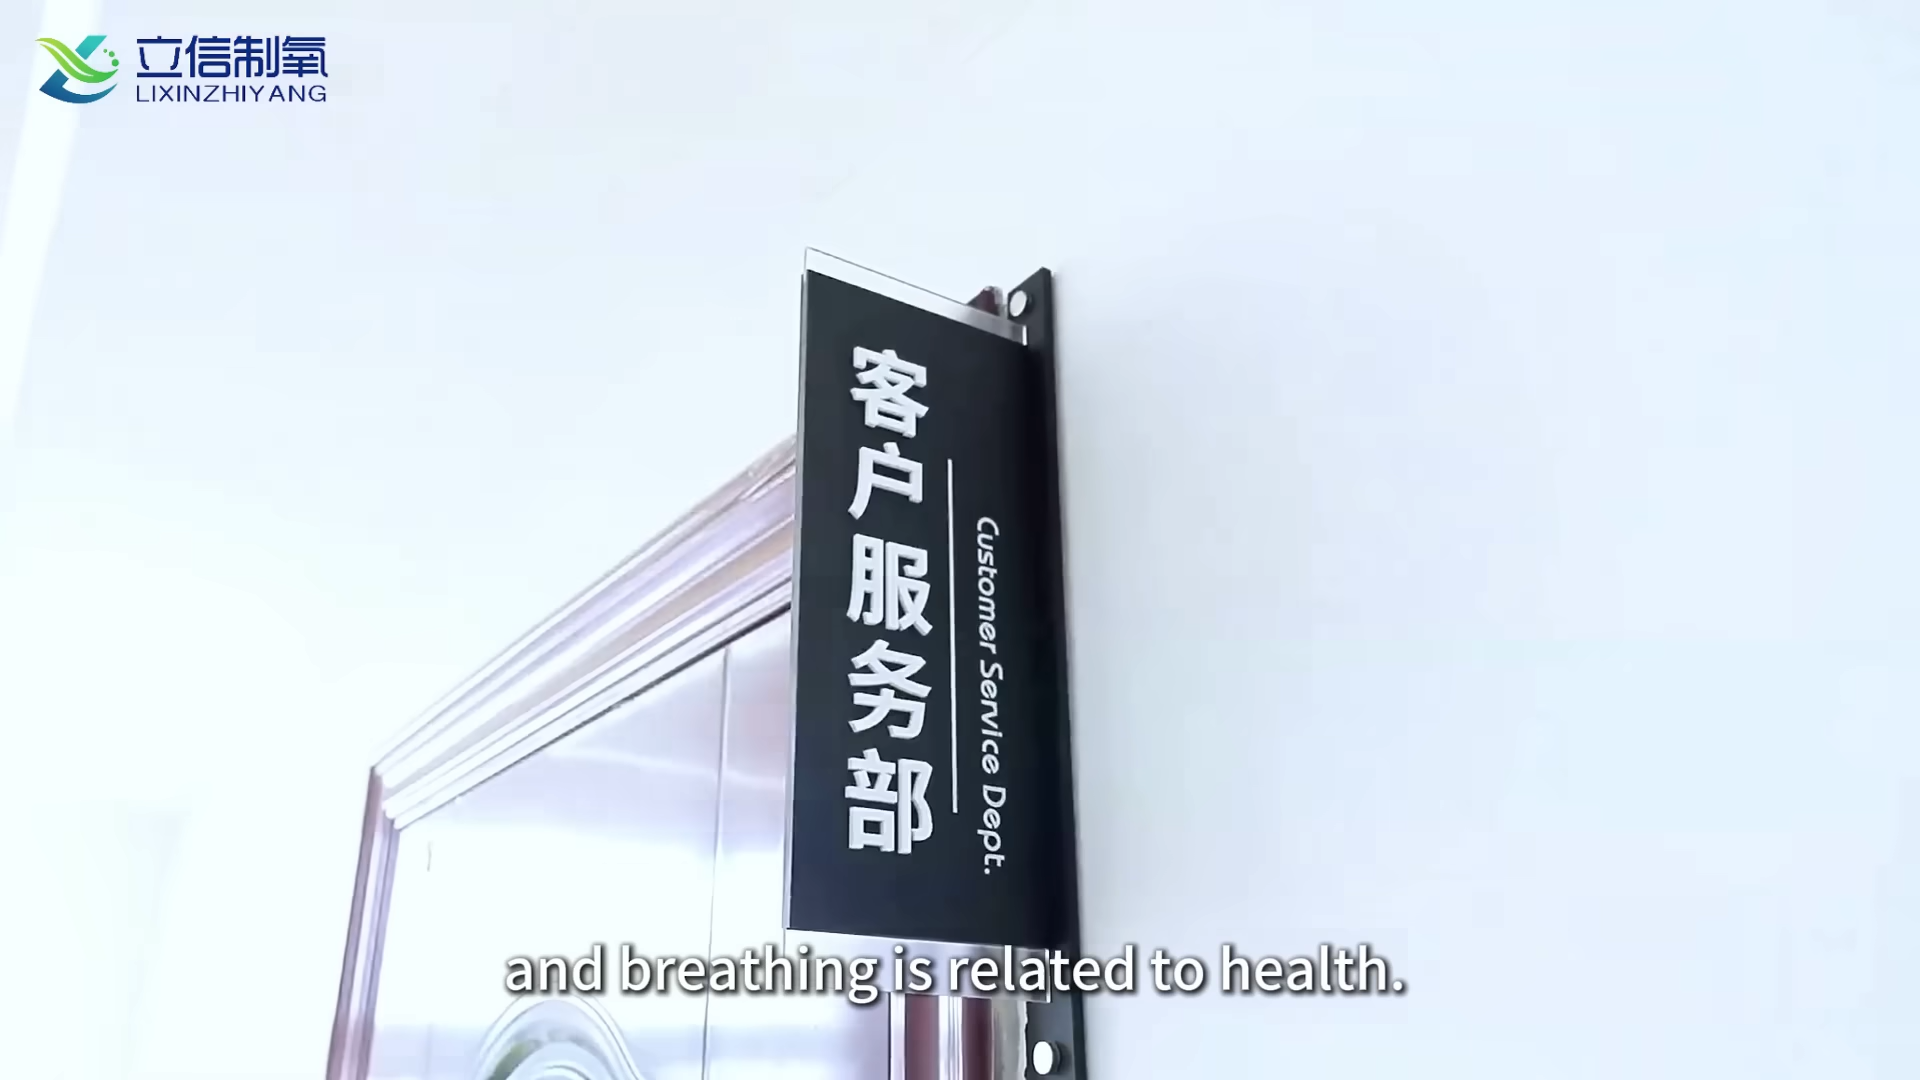 立信制氧
LIXINZHIYANG
客户服务部
Customer Service Dept.
and breathing is related to health.